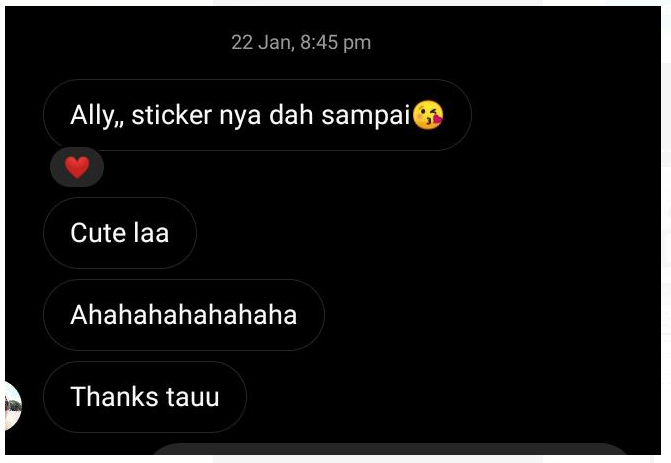 22 Jan, 8:45 pm
Ally,, sticker nya dah sampai😘
❤️
Cute laa
Ahahahahahahaha
Thanks tauu